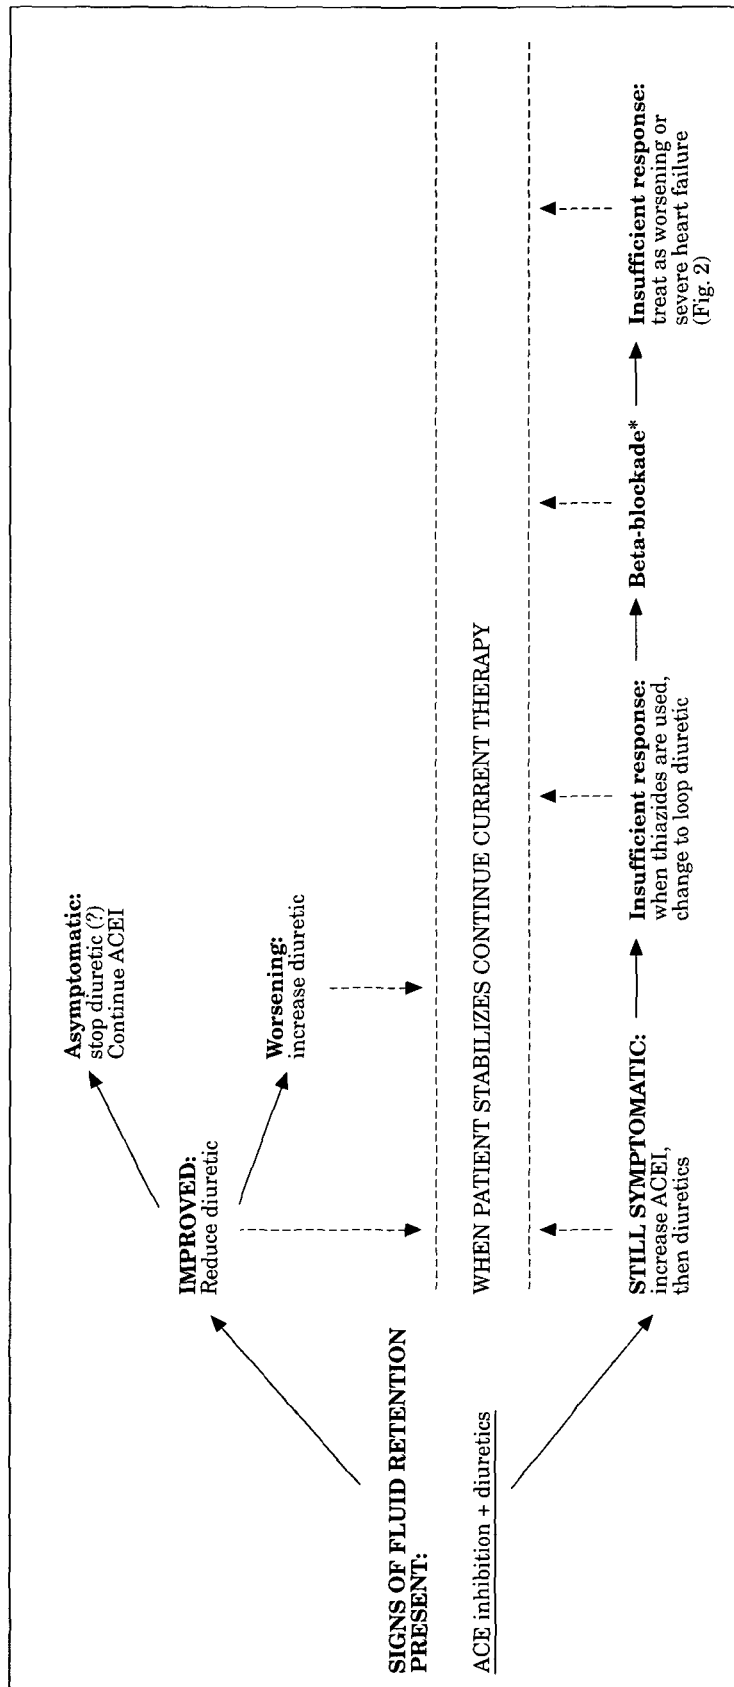 SIGNS OF FLUID RETENTION
PRESENT:
ACE inhibition + diuretics
IMPROVED:
Reduce diuretic
Asymptomatic:
stop diuretic (?)
Continue ACEI
Worsening:
increase diuretic
WHEN PATIENT STABILIZES CONTINUE CURRENT THERAPY
STILL SYMPTOMATIC:
increase ACEI,
then diuretics
Insufficient response:
when thiazides are used,
change to loop diuretic
Beta-blockade*
Insufficient response:
treat as worsening or
severe heart failure
(Fig. 2)